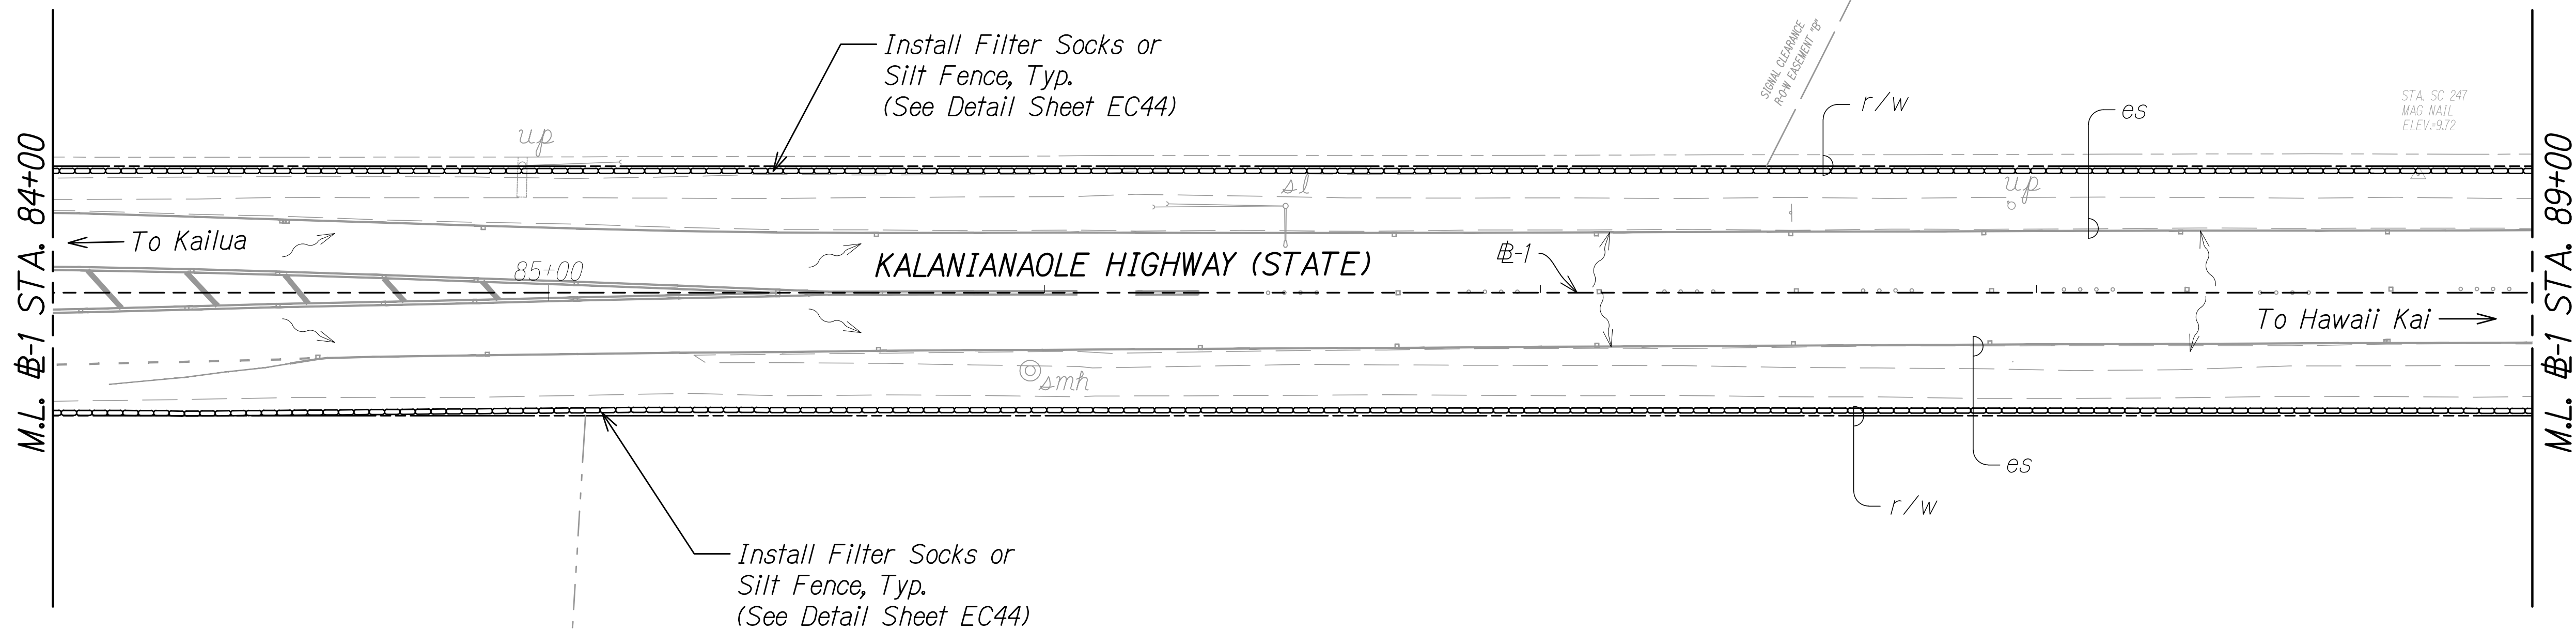 Install Filter Socks or
Silt Fence, Typ.
(See Detail Sheet EC44)
SIGNAL CLEARANCE
R-O-W EASEMENT "B"
r/w
es
STA. SC 247
MAG NAIL
ELEV.=9.72
up
sl
up
M.L. ⅊-1 STA. 84+00
To Kailua
85+00
KALANIANAOLE HIGHWAY (STATE)
⅊-1
To Hawaii Kai
M.L. ⅊-1 STA. 89+00
smh
es
r/w
Install Filter Socks or
Silt Fence, Typ.
(See Detail Sheet EC44)